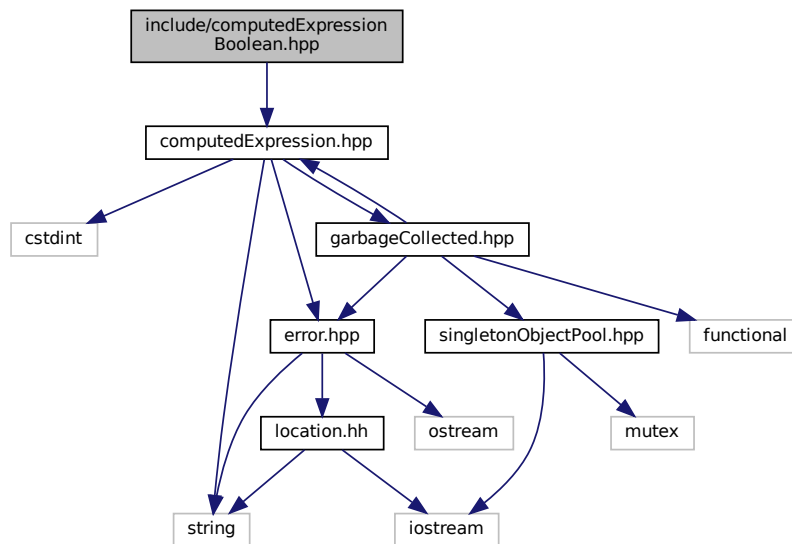 include/computedExpression
Boolean.hpp
computedExpression.hpp
cstdint
garbageCollected.hpp
error.hpp
singletonObjectPool.hpp
functional
location.hh
ostream
mutex
string
iostream